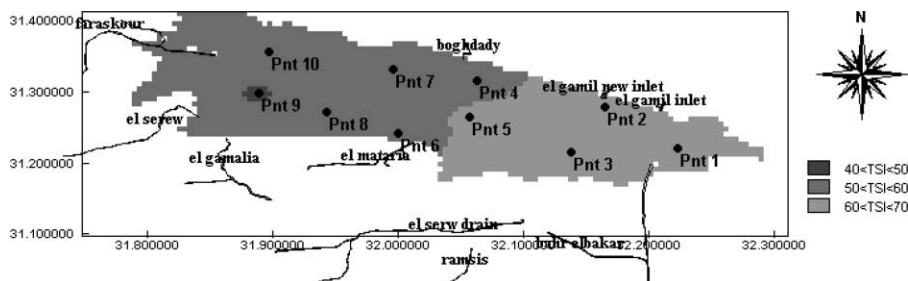 31.400000
faraskour
N
Pnt 10
boghdady
Pnt 7
31.300000
Pnt 9
Pnt 4
el gamil new inlet
el gamil inlet
el serew
Pnt 8
Pnt 5
Pnt 2
Pnt 6
el gamalia
el mataria
Pnt 3
Pnt 1
31.200000
40<TSI<50
50<TSI<60
60<TSI<70
el serw drain
bahr elbakar
31.100000
31.800000 31.900000 32.000000 32.100000 32.200000 32.300000
ramsis